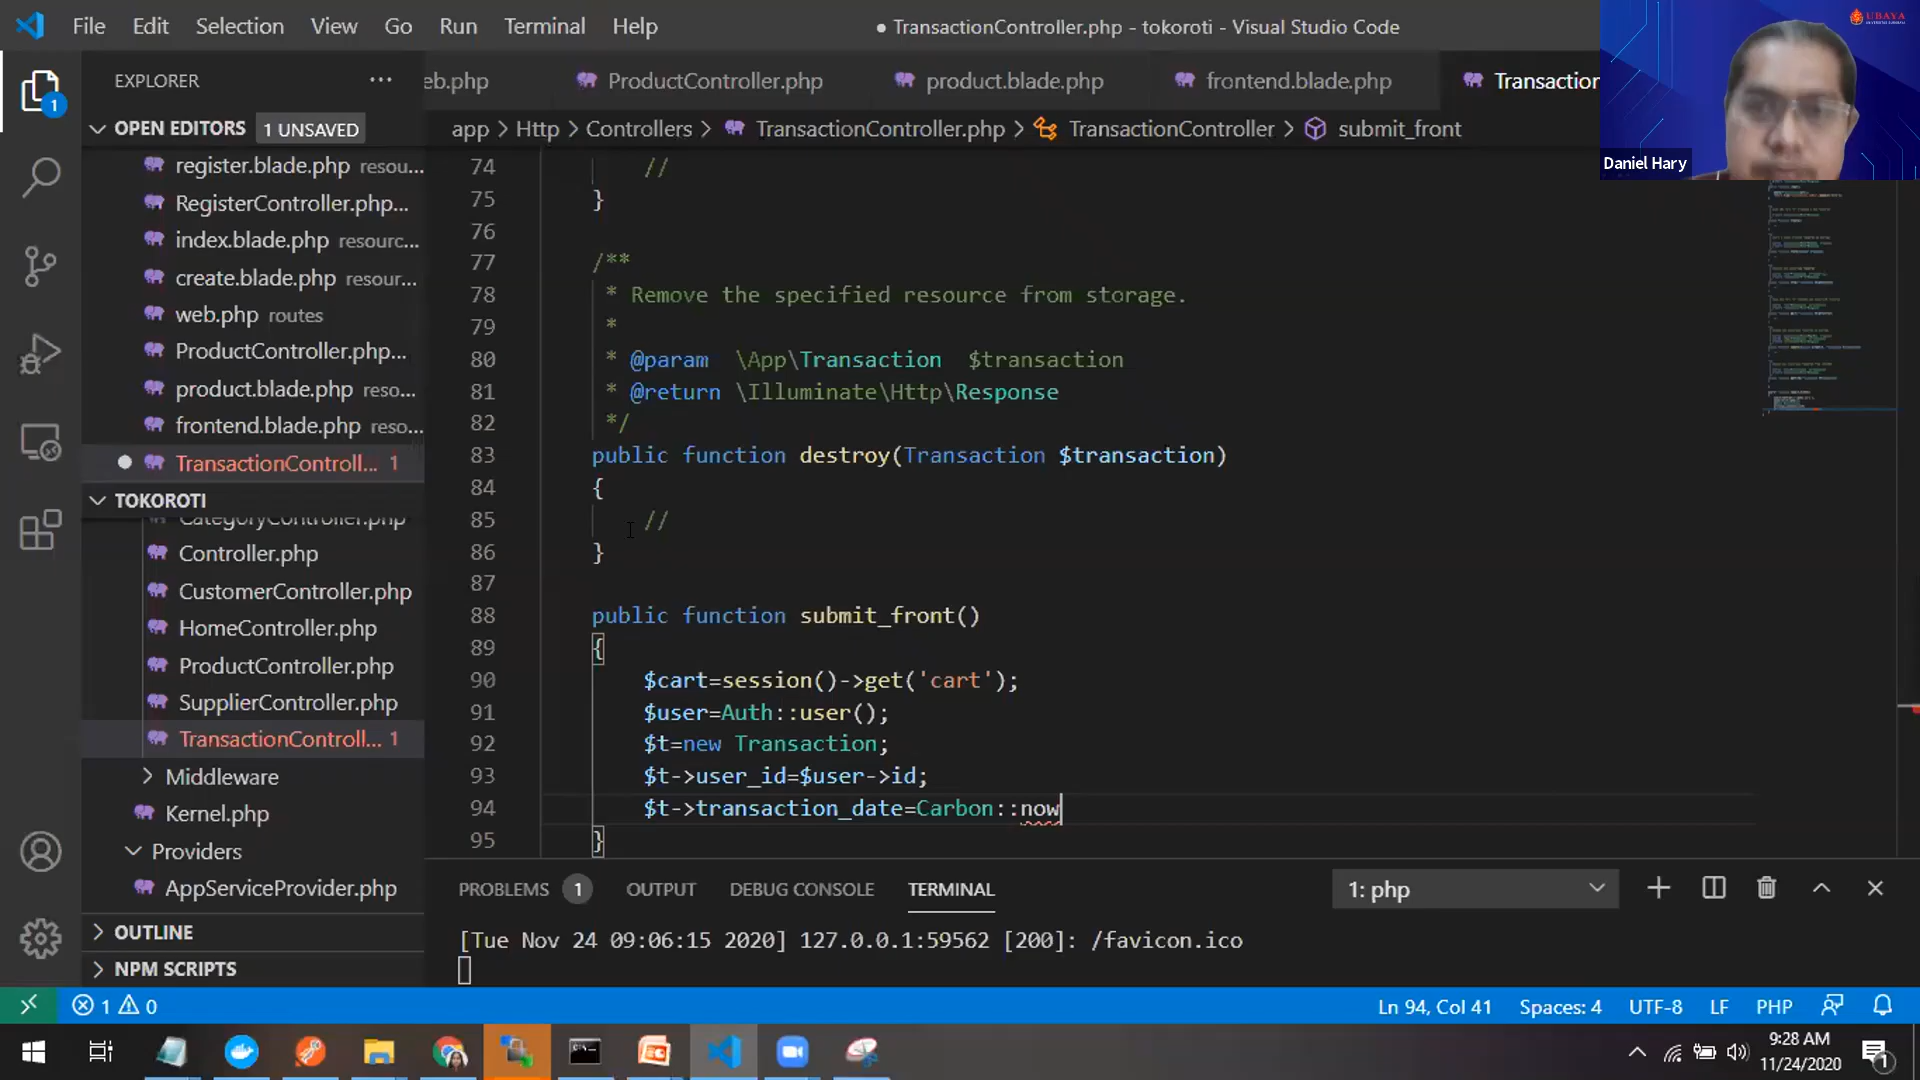 File Edit Selection View Go Run Terminal Help
● TransactionController.php - tokoroti - Visual Studio Code
UBAYA
Daniel Hary
EXPLORER
eb.php ProductController.php product.blade.php frontend.blade.php Transaction
OPEN EDITORS 1 UNSAVED
app > Http > Controllers > TransactionController.php > TransactionController > submit_front
register.blade.php resou...
RegisterController.php...
index.blade.php resourc...
create.blade.php resour...
web.php routes
ProductController.php...
product.blade.php reso...
frontend.blade.php reso...
TransactionControll... 1
TOKOROTI
CategoryController.php
Controller.php
CustomerController.php
HomeController.php
ProductController.php
SupplierController.php
TransactionControll... 1
Middleware
Kernel.php
Providers
AppServiceProvider.php
OUTLINE
NPM SCRIPTS
74 //
75 }
76
77 /**
78 * Remove the specified resource from storage.
79 *
80 * @param \App\Transaction $transaction
81 * @return \Illuminate\Http\Response
82 */
83 public function destroy(Transaction $transaction)
84 {
85 //
86 }
87
88 public function submit_front()
89 {
90 $cart=session()->get('cart');
91 $user=Auth::user();
92 $t=new Transaction;
93 $t->user_id=$user->id;
94 $t->transaction_date=Carbon::now
95 }
PROBLEMS 1 OUTPUT DEBUG CONSOLE TERMINAL 1: php
[Tue Nov 24 09:06:15 2020] 127.0.0.1:59562 [200]: /favicon.ico
1 0 Ln 94, Col 41 Spaces: 4 UTF-8 LF PHP
9:28 AM
11/24/2020
1